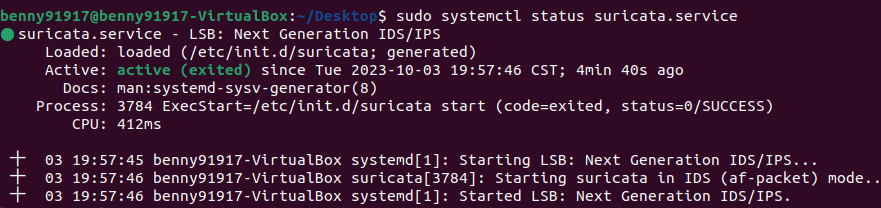 benny91917@benny91917-VirtualBox:~/Desktop$ sudo systemctl status suricata.service
● suricata.service - LSB: Next Generation IDS/IPS
Loaded: loaded (/etc/init.d/suricata; generated)
Active: active (exited) since Tue 2023-10-03 19:57:46 CST; 4min 40s ago
Docs: man:systemd-sysv-generator(8)
Process: 3784 ExecStart=/etc/init.d/suricata start (code=exited, status=0/SUCCESS)
CPU: 412ms
十 03 19:57:45 benny91917-VirtualBox systemd[1]: Starting LSB: Next Generation IDS/IPS...
十 03 19:57:46 benny91917-VirtualBox suricata[3784]: Starting suricata in IDS (af-packet) mode..
十 03 19:57:46 benny91917-VirtualBox systemd[1]: Started LSB: Next Generation IDS/IPS.